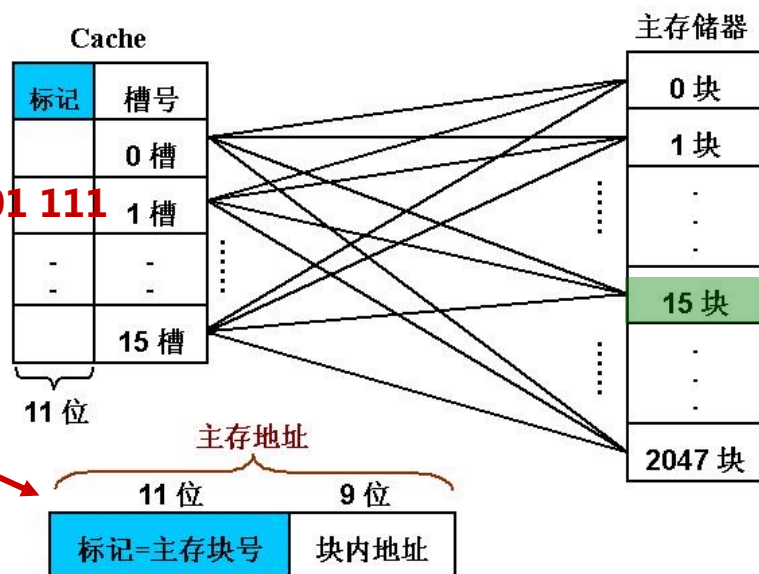 Cache
主存储器
标记 槽号
0 槽
01 111
1 槽
15 槽
0 块
1 块
15 块
2047 块
11 位
主存地址
11 位 9 位
标记=主存块号 块内地址